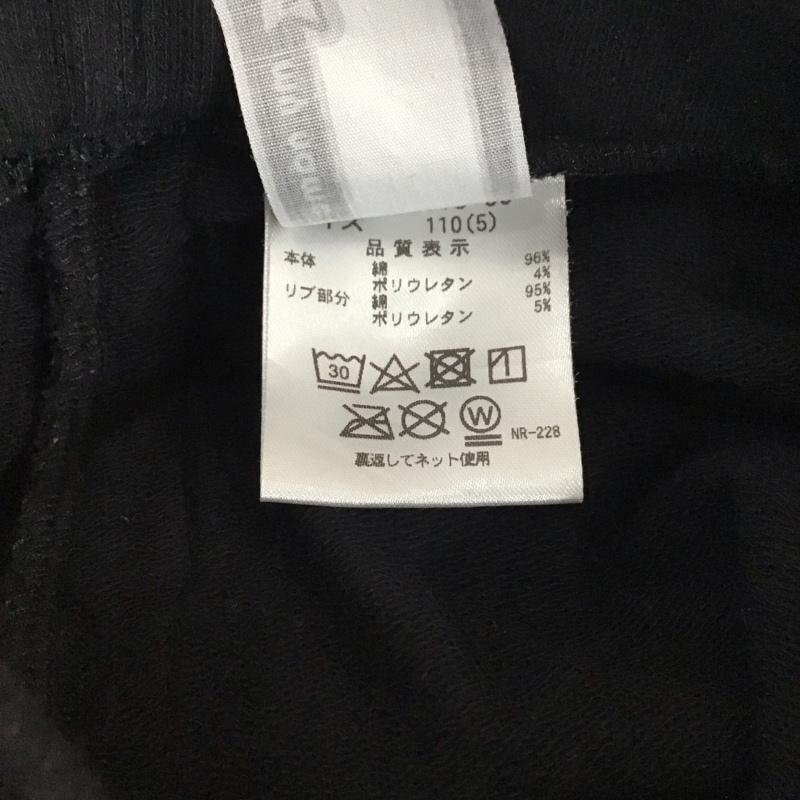 イズ 110(5)
品質表示
本体 綿 96%
ポリウレタン 4%
リブ部分 綿 95%
ポリウレタン 5%
30
W
NR-228
裏返してネット使用